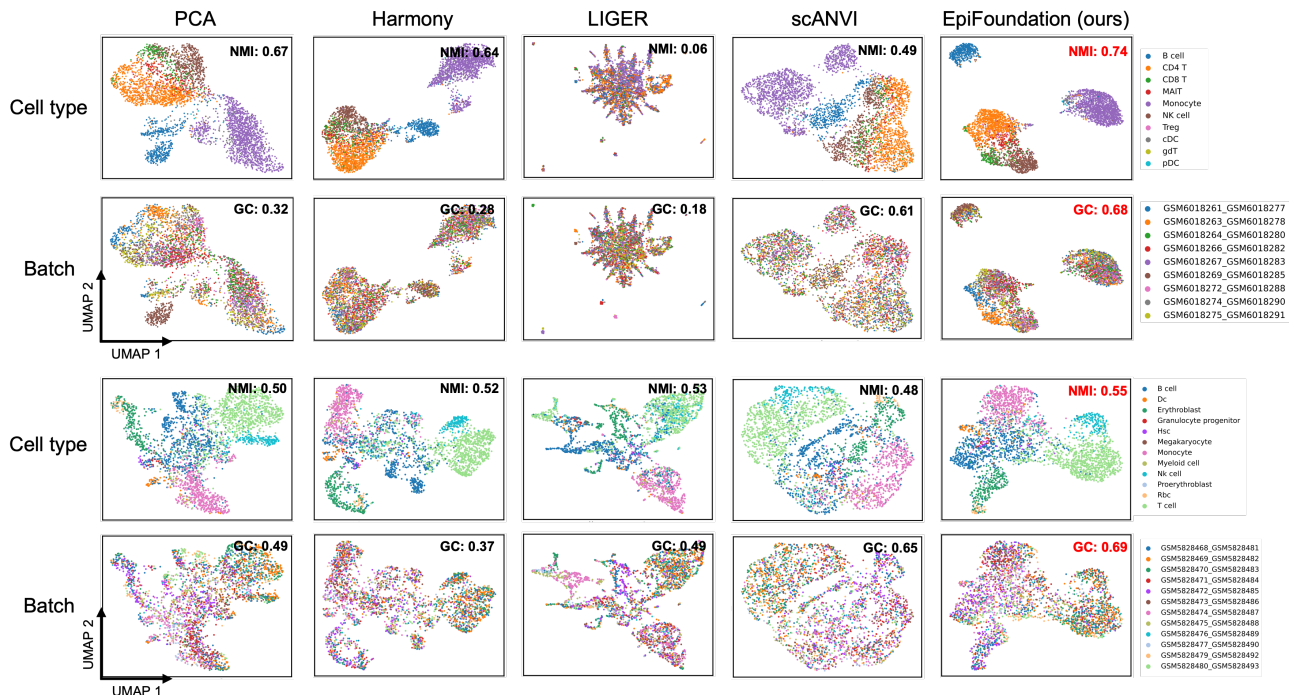 PCA Harmony LIGER scANVI EpiFoundation (ours)
Cell type
NMI: 0.67
NMI: 0.64
NMI: 0.06
NMI: 0.49
NMI: 0.74
B cell
CD4 T
CD8 T
MAIT
Monocyte
NK cell
Treg
cDC
gdT
pDC
Batch
GC: 0.32
GC: 0.28
GC: 0.18
GC: 0.61
GC: 0.68
GSM6018261_GSM6018277
GSM6018263_GSM6018278
GSM6018264_GSM6018280
GSM6018266_GSM6018282
GSM6018267_GSM6018283
GSM6018269_GSM6018285
GSM6018272_GSM6018288
GSM6018274_GSM6018290
GSM6018275_GSM6018291
UMAP 2
UMAP 1
Cell type
NMI: 0.50
NMI: 0.52
NMI: 0.53
NMI: 0.48
NMI: 0.55
B cell
Dc
Erythroblast
Granulocyte progenitor
Hsc
Megakaryocyte
Monocyte
Myeloid cell
Nk cell
Proerythroblast
Rbc
T cell
Batch
GC: 0.49
GC: 0.37
GC: 0.49
GC: 0.65
GC: 0.69
GSM5828468_GSM5828481
GSM5828469_GSM5828482
GSM5828470_GSM5828483
GSM5828471_GSM5828484
GSM5828472_GSM5828485
GSM5828473_GSM5828486
GSM5828474_GSM5828487
GSM5828475_GSM5828488
GSM5828476_GSM5828489
GSM5828477_GSM5828490
GSM5828479_GSM5828492
GSM5828480_GSM5828493
UMAP 2
UMAP 1